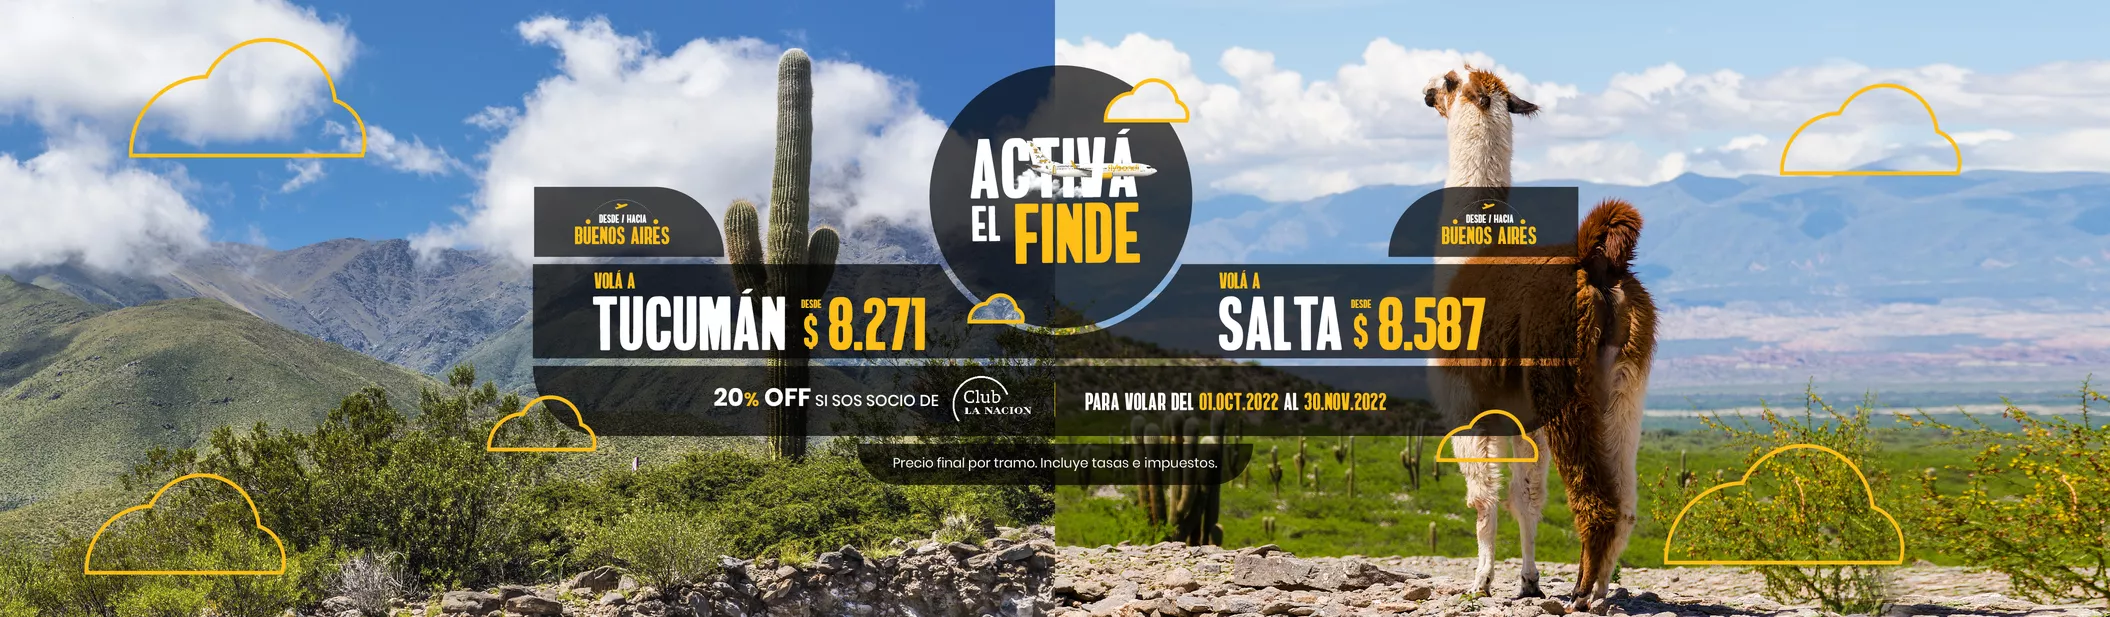 ACTIVÁ
EL FINDE
flybondi
DESDE / HACIA
BUENOS AIRES
VOLÁ A
TUCUMÁN DESDE $ 8.271
DESDE / HACIA
BUENOS AIRES
VOLÁ A
SALTA DESDE $ 8.587
20% OFF SI SOS SOCIO DE Club LA NACION
PARA VOLAR DEL 01.OCT.2022 AL 30.NOV.2022
Precio final por tramo. Incluye tasas e impuestos.